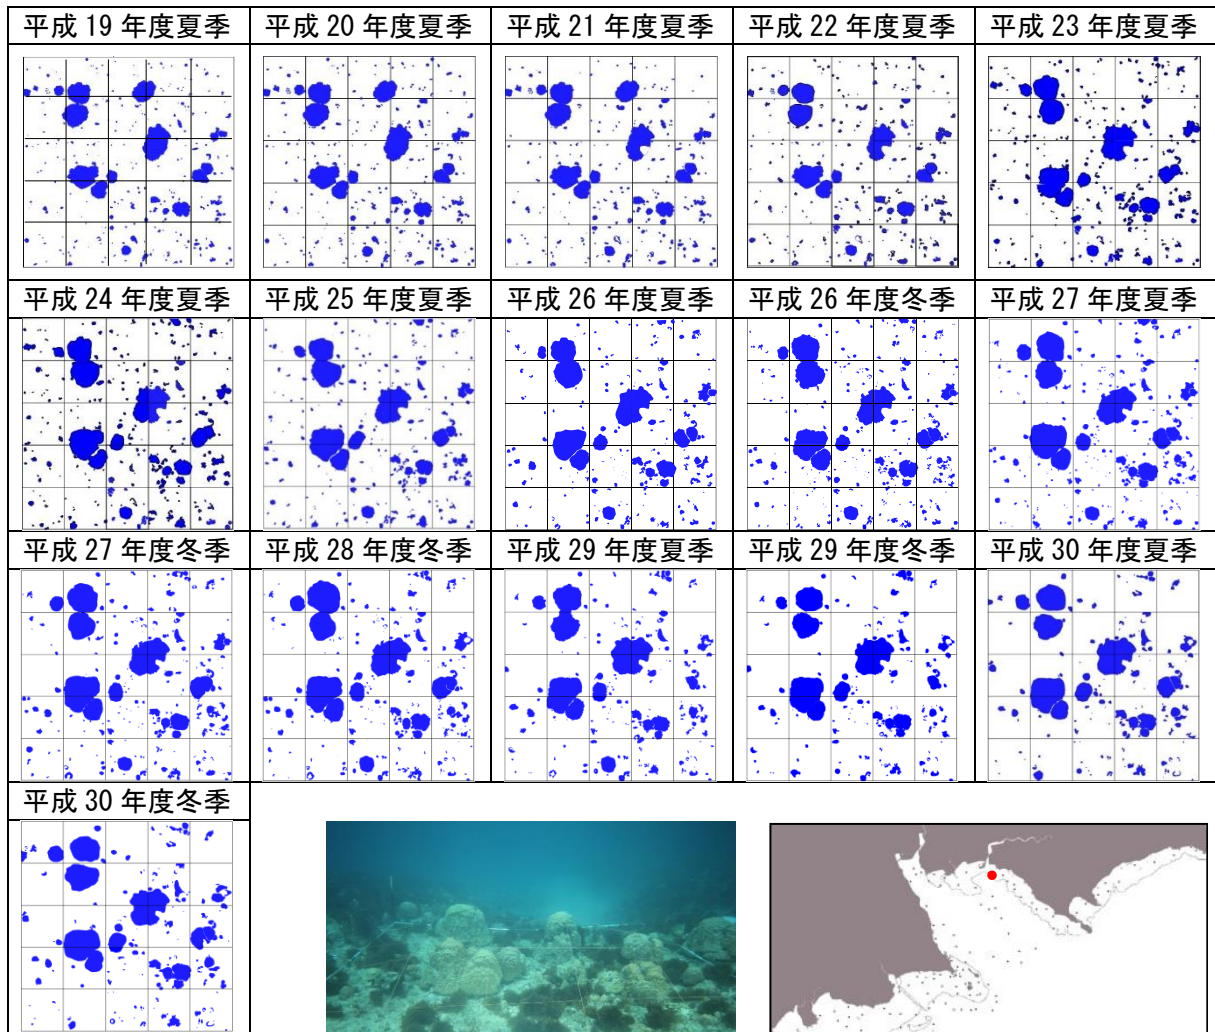 平成 19 年度夏季 平成 20 年度夏季 平成 21 年度夏季 平成 22 年度夏季 平成 23 年度夏季
平成 24 年度夏季 平成 25 年度夏季 平成 26 年度夏季 平成 26 年度冬季 平成 27 年度夏季
平成 27 年度冬季 平成 28 年度冬季 平成 29 年度夏季 平成 29 年度冬季 平成 30 年度夏季
平成 30 年度冬季